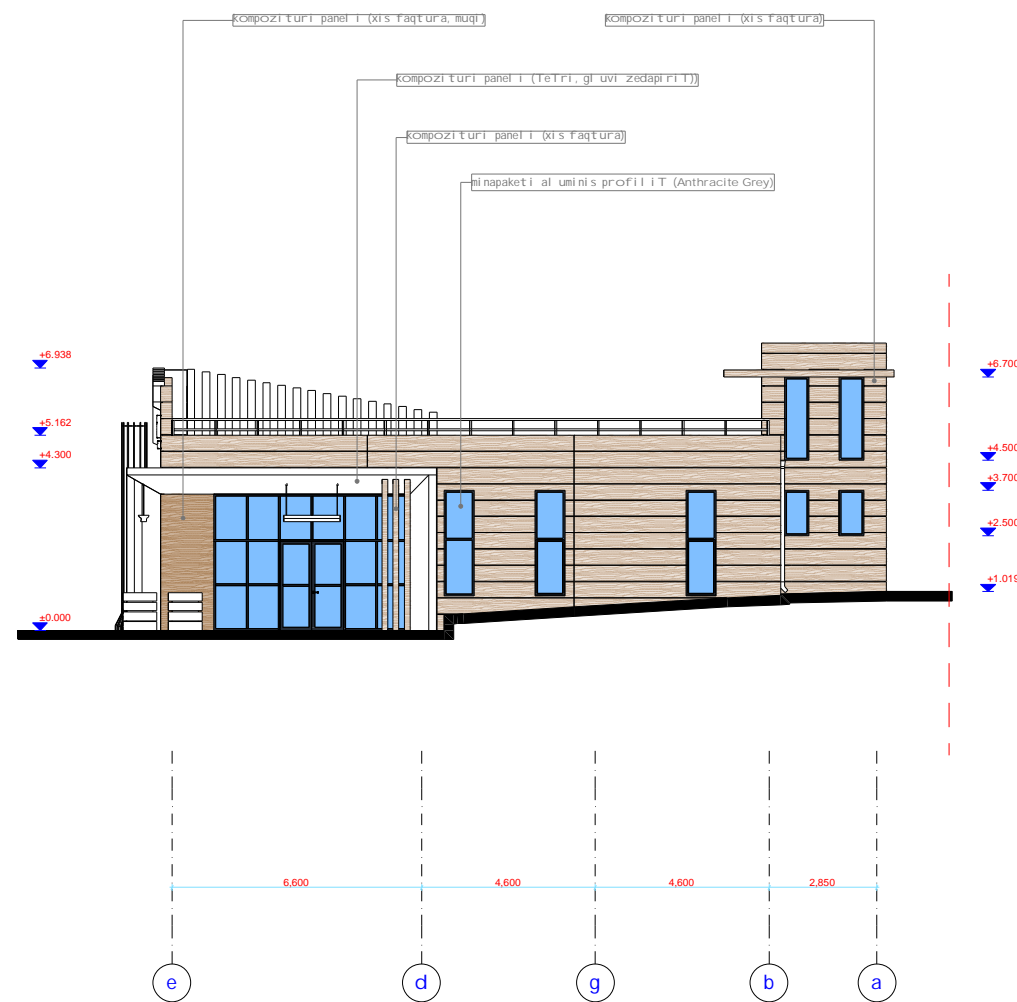 kompozituri paneli (xis faqtura, muqi)
kompozituri paneli (xis faqtura)
kompozituri paneli (TeTri, gluvi zedapiriT))
kompozituri paneli (xis faqtura)
minapaketi aluminis profiliT (Anthracite Grey)
+6.938
+6.700
+5.162
+4.500
+4.300
+3.700
+2.500
+1.019
±0.000
6,600
4,600
4,600
2,850
e
d
g
b
a